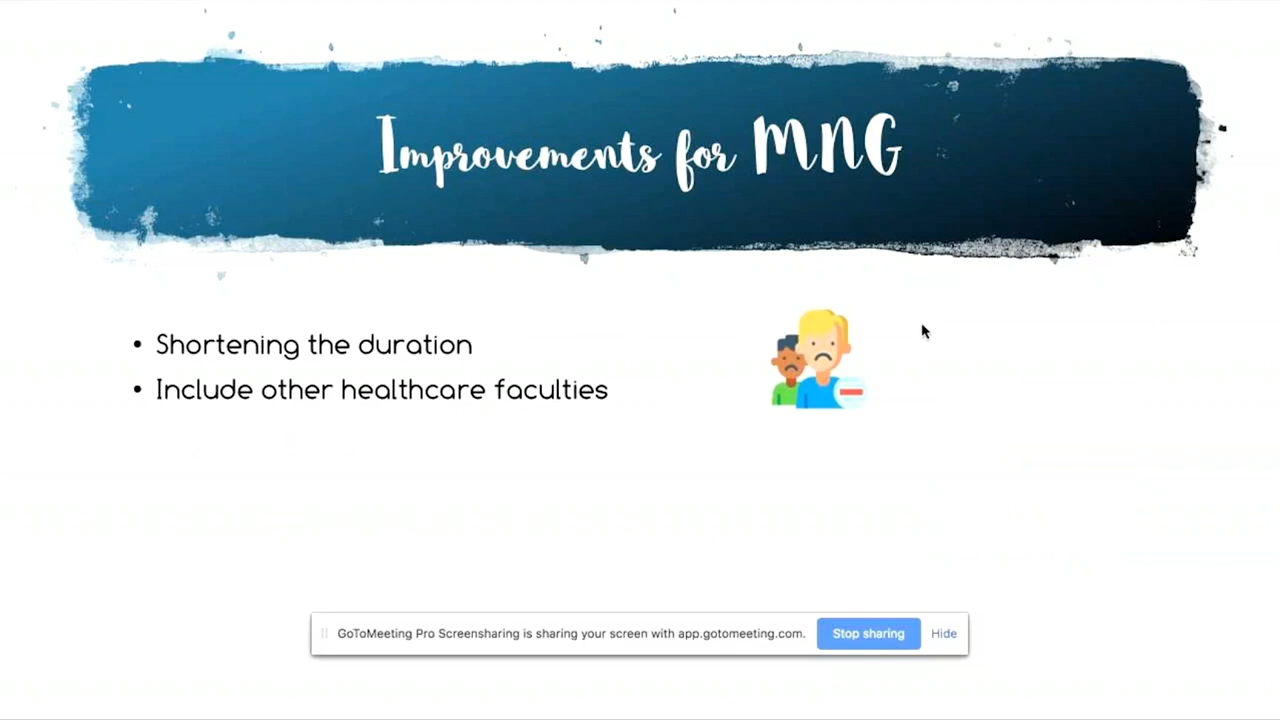 Improvements for MNG
• Shortening the duration
• Include other healthcare faculties
GoToMeeting Pro Screensharing is sharing your screen with app.gotomeeting.com. Stop sharing Hide